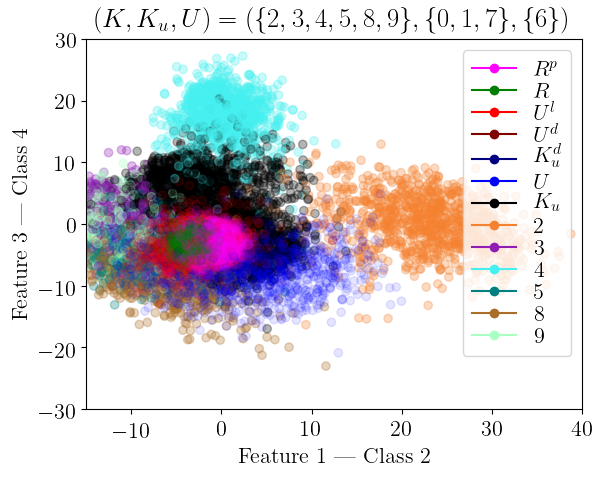 (K, K_u, U) = ({2, 3, 4, 5, 8, 9}, {0, 1, 7}, {6})
30
20
10
0
−10
−20
−30
Feature 3 — Class 4
R^p
R
U^l
U^d
K_u^d
U
K_u
2
3
4
5
8
9
−10
0
10
20
30
40
Feature 1 — Class 2